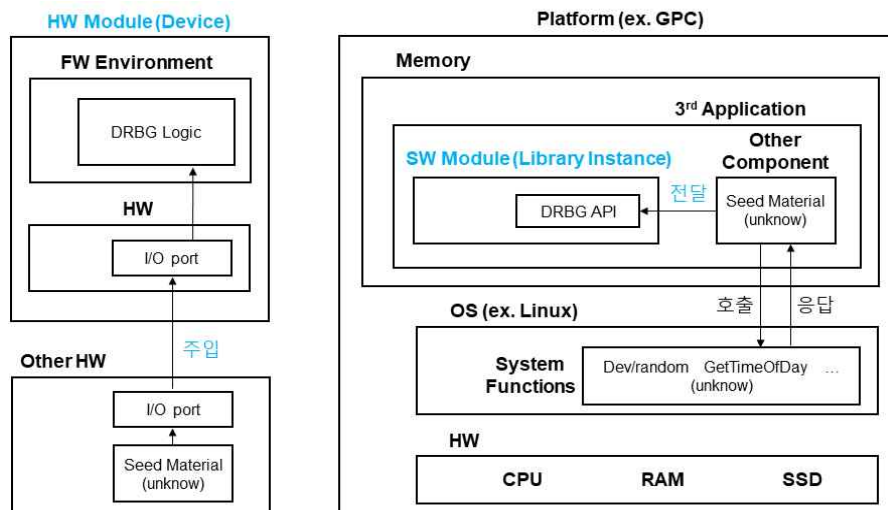 HW Module (Device)
FW Environment
DRBG Logic
HW
I/O port
주입
Other HW
I/O port
Seed Material
(unknow)
Platform (ex. GPC)
Memory
3rd Application
Other
Component
SW Module (Library Instance)
DRBG API
전달
Seed Material
(unknow)
호출
응답
OS (ex. Linux)
System
Functions
Dev/random GetTimeOfDay ...
(unknow)
HW
CPU RAM SSD